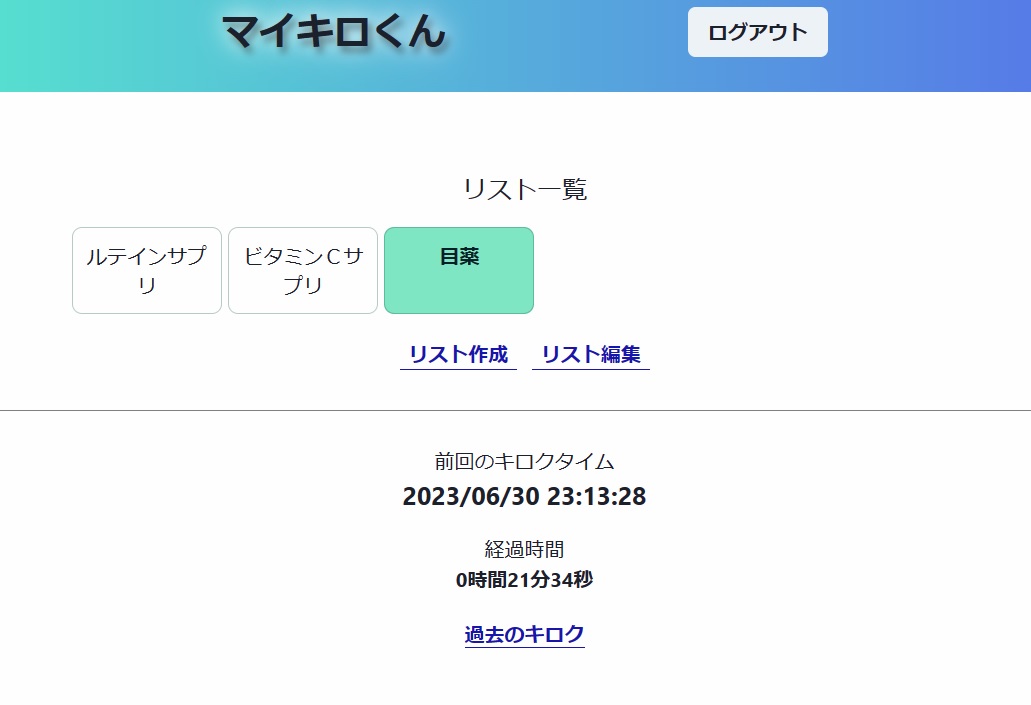 マイキロくん
ログアウト
リスト一覧
ルテインサプ
リ
ビタミンＣサ
プリ
目薬
リスト作成
リスト編集
前回のキロクタイム
2023/06/30 23:13:28
経過時間
0時間21分34秒
過去のキロク